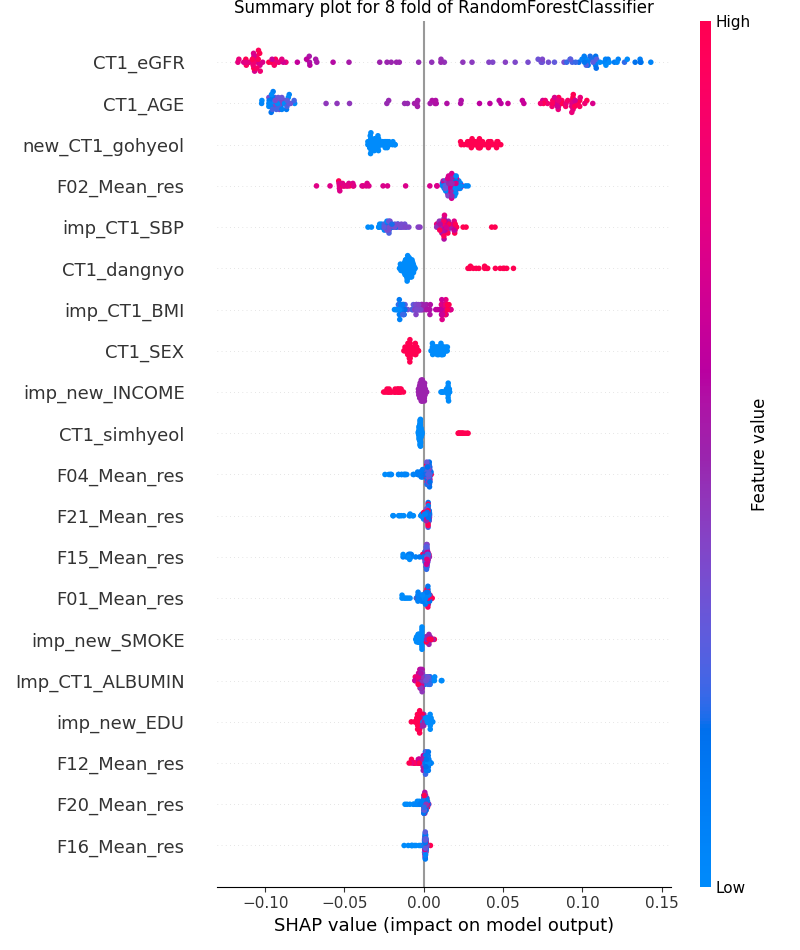 Summary plot for 8 fold of RandomForestClassifier
High
CT1_eGFR
CT1_AGE
new_CT1_gohyeol
F02_Mean_res
imp_CT1_SBP
CT1_dangnyo
imp_CT1_BMI
CT1_SEX
imp_new_INCOME
CT1_simhyeol
F04_Mean_res
F21_Mean_res
F15_Mean_res
F01_Mean_res
imp_new_SMOKE
Imp_CT1_ALBUMIN
imp_new_EDU
F12_Mean_res
F20_Mean_res
F16_Mean_res
Feature value
Low
−0.10 −0.05 0.00 0.05 0.10 0.15
SHAP value (impact on model output)